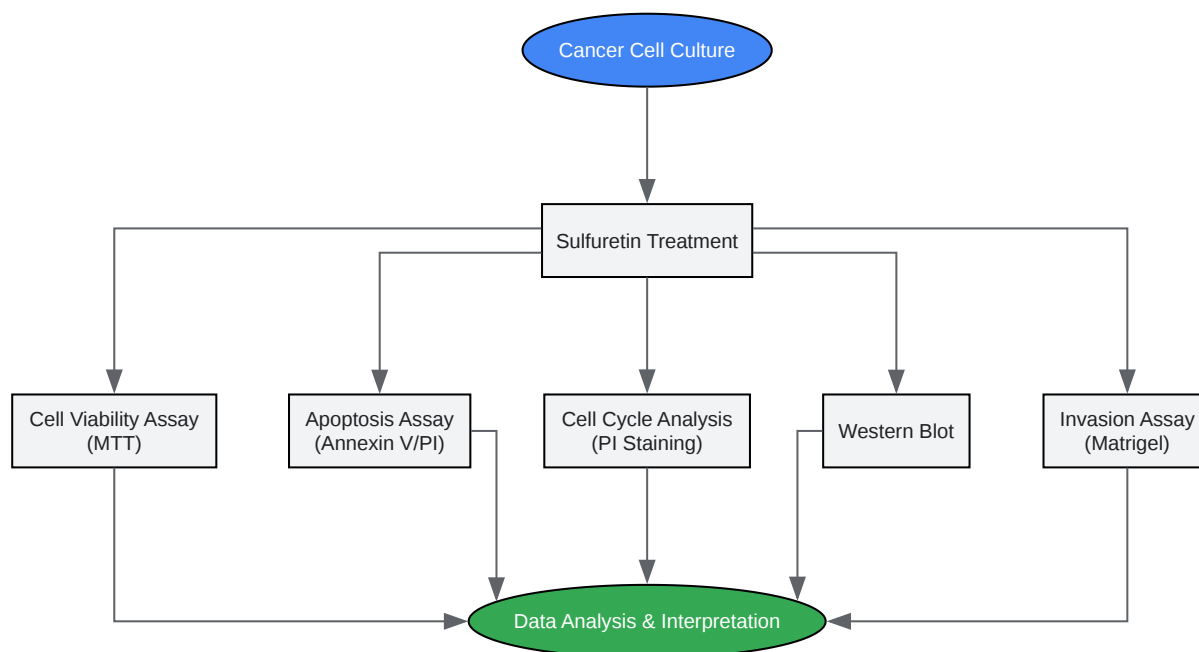 Cancer Cell Culture
Sulfuretin Treatment
Cell Viability Assay
(MTT)
Apoptosis Assay
(Annexin V/PI)
Cell Cycle Analysis
(PI Staining)
Western Blot
Invasion Assay
(Matrigel)
Data Analysis & Interpretation